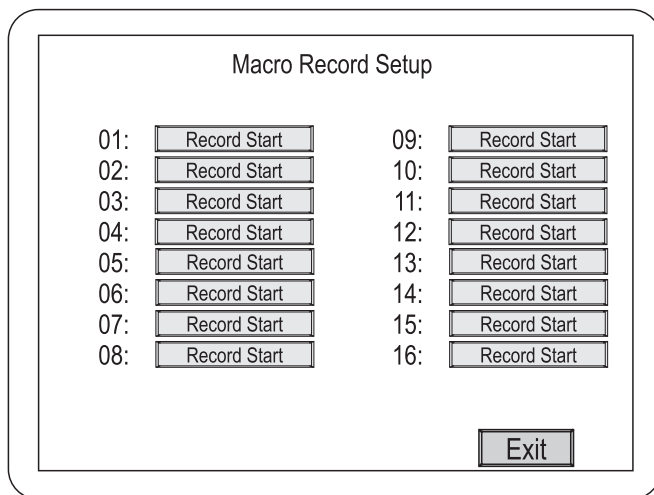 Macro Record Setup
01: Record Start 09: Record Start
02: Record Start 10: Record Start
03: Record Start 11: Record Start
04: Record Start 12: Record Start
05: Record Start 13: Record Start
06: Record Start 14: Record Start
07: Record Start 15: Record Start
08: Record Start 16: Record Start
Exit